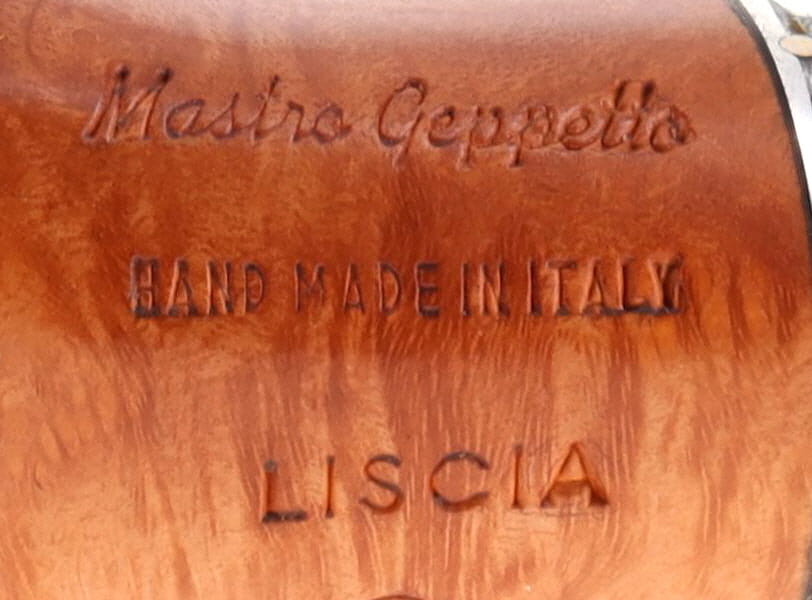 Mastro Geppetto
HAND MADE IN ITALY
LISCIA